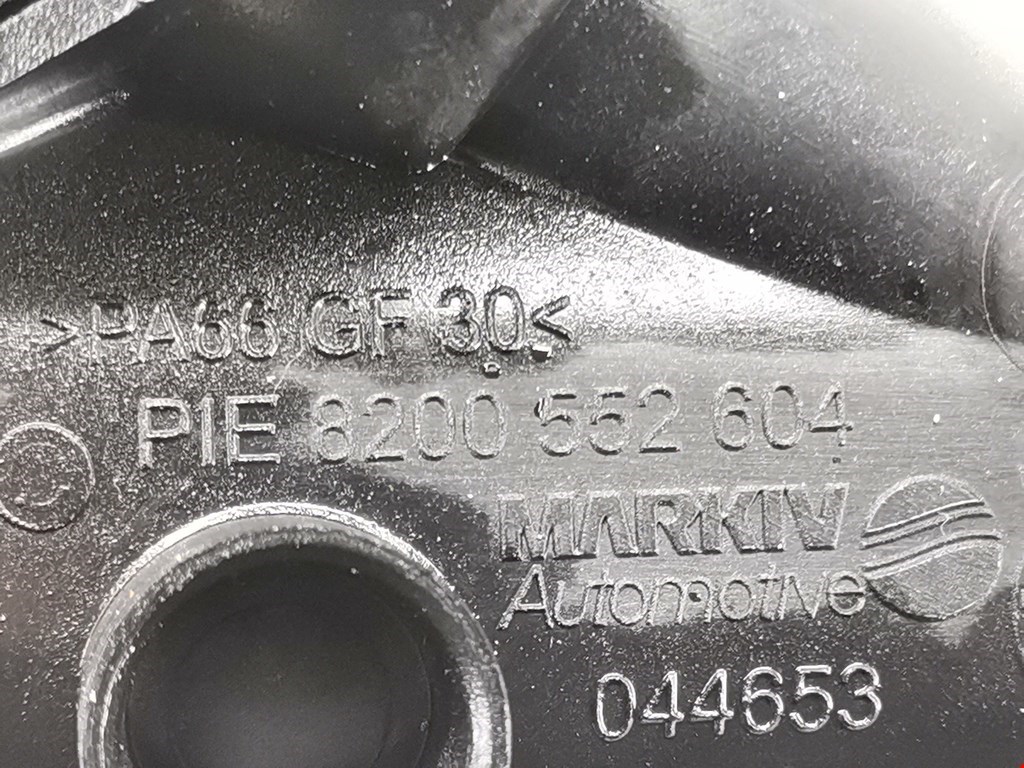 >PA66 GF 30<
PIE 8200 552 604
MARKIV
Automotive
044653